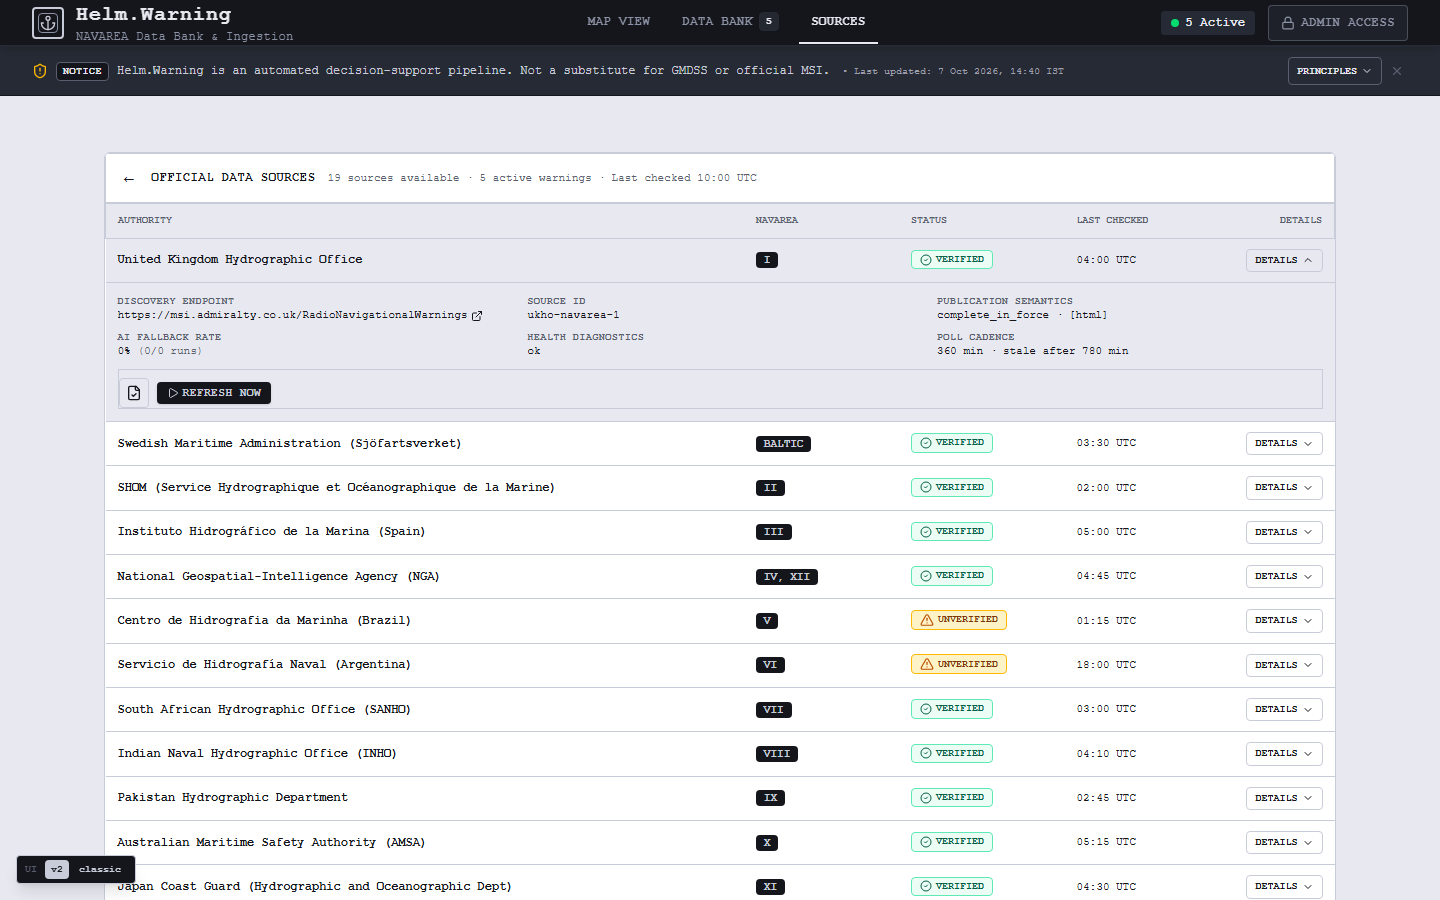 Helm.Warning
NAVAREA Data Bank & Ingestion
MAP VIEW
DATA BANK 5
SOURCES
5 Active
ADMIN ACCESS
NOTICE Helm.Warning is an automated decision-support pipeline. Not a substitute for GMDSS or official MSI. • Last updated: 7 Oct 2026, 14:40 IST
PRINCIPLES
← OFFICIAL DATA SOURCES 19 sources available · 5 active warnings · Last checked 10:00 UTC
AUTHORITY NAVAREA STATUS LAST CHECKED DETAILS
United Kingdom Hydrographic Office I VERIFIED 04:00 UTC DETAILS
DISCOVERY ENDPOINT
https://msi.admiralty.co.uk/RadioNavigationalWarnings
SOURCE ID
ukho-navarea-1
PUBLICATION SEMANTICS
complete_in_force · [html]
AI FALLBACK RATE
0% (0/0 runs)
HEALTH DIAGNOSTICS
ok
POLL CADENCE
360 min · stale after 780 min
REFRESH NOW
Swedish Maritime Administration (Sjöfartsverket) BALTIC VERIFIED 03:30 UTC DETAILS
SHOM (Service Hydrographique et Océanographique de la Marine) II VERIFIED 02:00 UTC DETAILS
Instituto Hidrográfico de la Marina (Spain) III VERIFIED 05:00 UTC DETAILS
National Geospatial-Intelligence Agency (NGA) IV, XII VERIFIED 04:45 UTC DETAILS
Centro de Hidrografia da Marinha (Brazil) V UNVERIFIED 01:15 UTC DETAILS
Servicio de Hidrografía Naval (Argentina) VI UNVERIFIED 18:00 UTC DETAILS
South African Hydrographic Office (SANHO) VII VERIFIED 03:00 UTC DETAILS
Indian Naval Hydrographic Office (INHO) VIII VERIFIED 04:10 UTC DETAILS
Pakistan Hydrographic Department IX VERIFIED 02:45 UTC DETAILS
Australian Maritime Safety Authority (AMSA) X VERIFIED 05:15 UTC DETAILS
UI v2 classic
Japan Coast Guard (Hydrographic and Oceanographic Dept) XI VERIFIED 04:30 UTC DETAILS